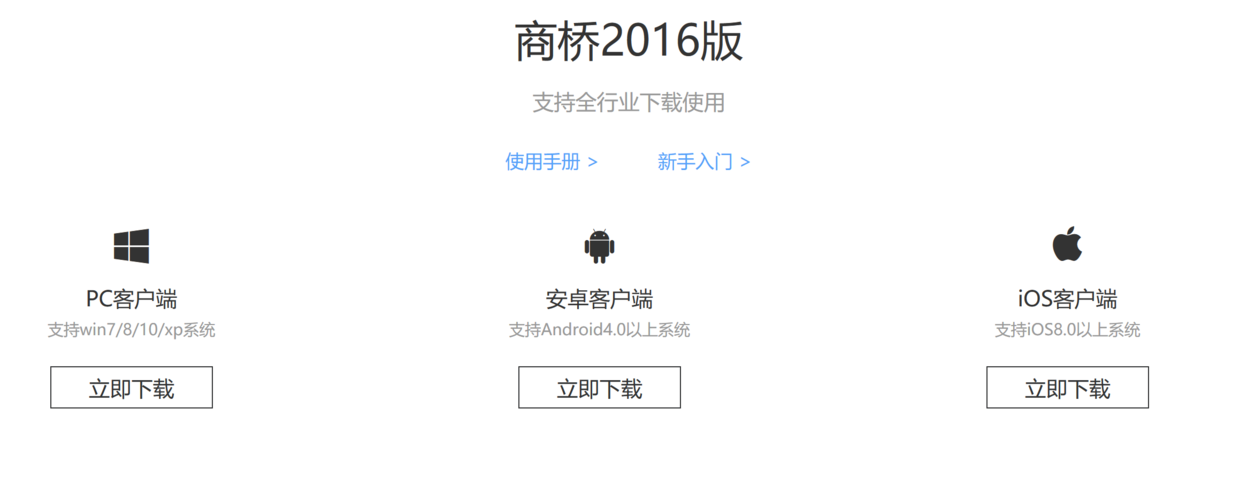 商桥2016版
支持全行业下载使用
使用手册 > 新手入门 >
PC客户端
支持win7/8/10/xp系统
立即下载
安卓客户端
支持Android4.0以上系统
立即下载
iOS客户端
支持iOS8.0以上系统
立即下载